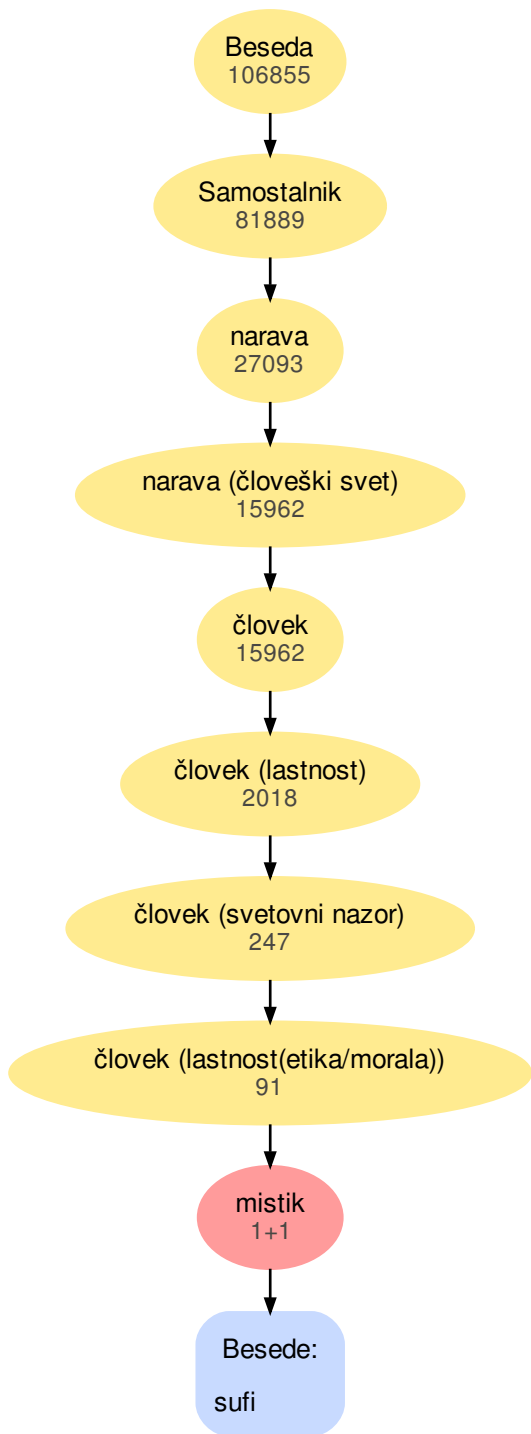 Beseda
106855
Samostalnik
81889
narava
27093
narava (človeški svet)
15962
človek
15962
človek (lastnost)
2018
človek (svetovni nazor)
247
človek (lastnost(etika/morala))
91
mistik
1+1
Besede:
sufi